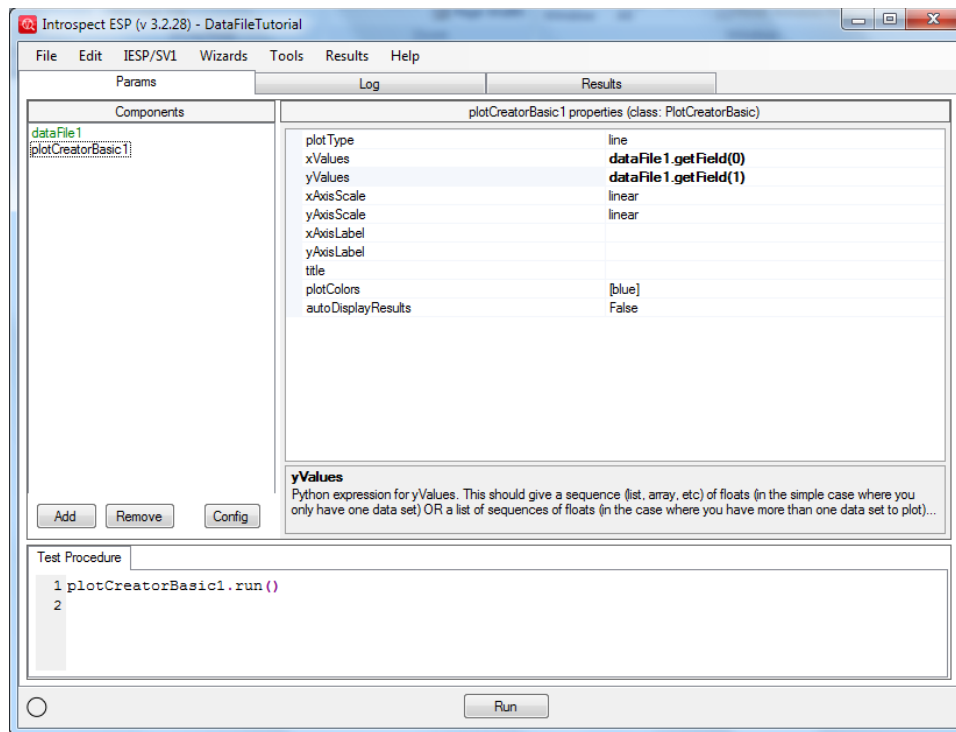 Introspect ESP (v 3.2.28) - DataFileTutorial
File Edit IESP/SV1 Wizards Tools Results Help
Params Log Results
Components
dataFile1
plotCreatorBasic1
Add Remove Config
plotCreatorBasic1 properties (class: PlotCreatorBasic)
plotType line
xValues dataFile1.getField(0)
yValues dataFile1.getField(1)
xAxisScale linear
yAxisScale linear
xAxisLabel
yAxisLabel
title
plotColors [blue]
autoDisplayResults False
yValues
Python expression for yValues. This should give a sequence (list, array, etc) of floats (in the simple case where you
only have one data set) OR a list of sequences of floats (in the case where you have more than one data set to plot)...
Test Procedure
1 plotCreatorBasic1.run()
2
Run